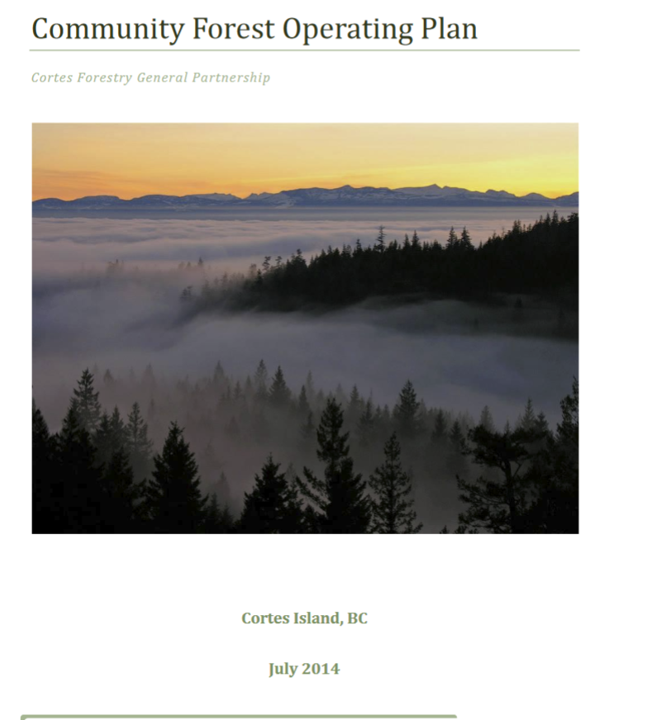 Community Forest Operating Plan
Cortes Forestry General Partnership
Cortes Island, BC
July 2014